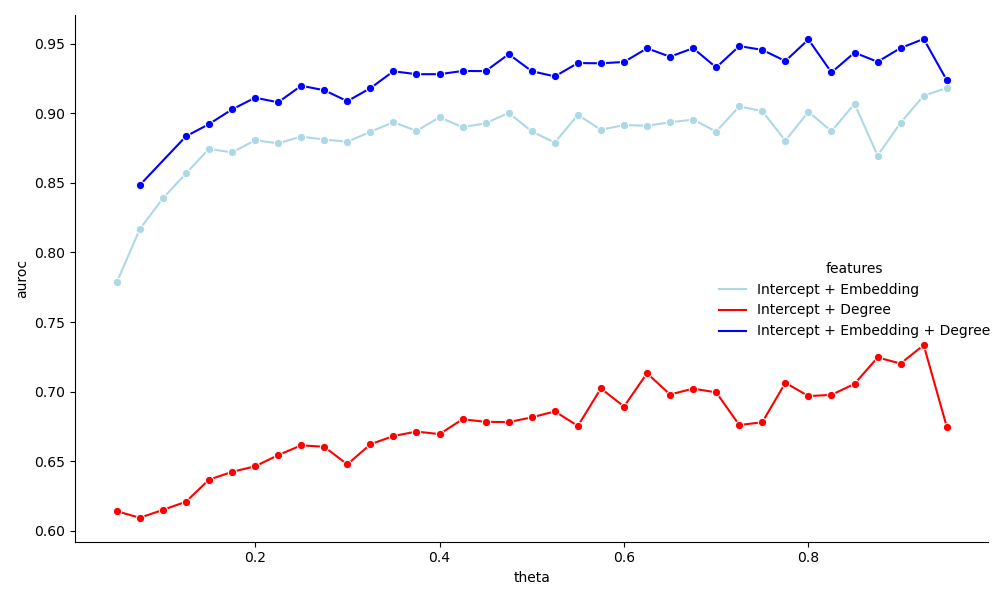 0.95
0.90
0.85
0.80
0.75
0.70
0.65
0.60
auroc
0.2
0.4
0.6
0.8
theta
features
Intercept + Embedding
Intercept + Degree
Intercept + Embedding + Degree